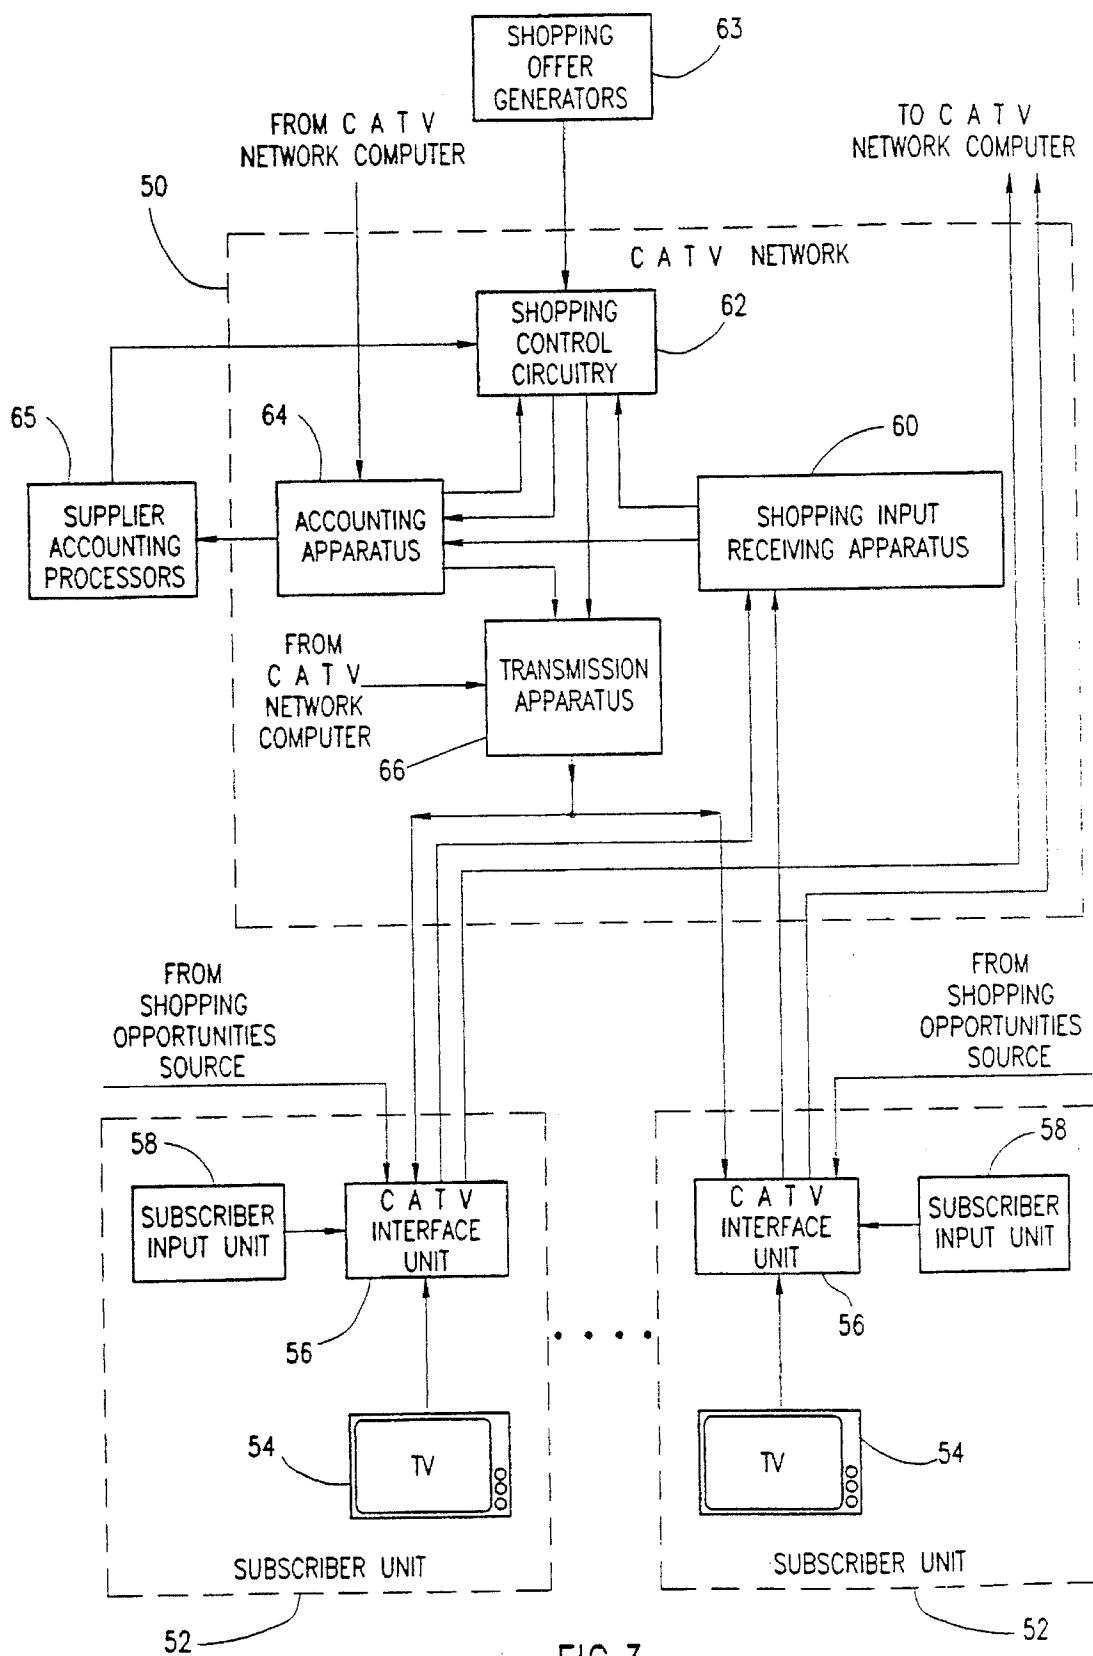 SHOPPING
OFFER
GENERATORS
63
FROM C A T V
NETWORK COMPUTER
TO C A T V
NETWORK COMPUTER
50
C A T V NETWORK
SHOPPING
CONTROL
CIRCUITRY
62
65
64
60
SUPPLIER
ACCOUNTING
PROCESSORS
ACCOUNTING
APPARATUS
SHOPPING INPUT
RECEIVING APPARATUS
FROM
C A T V
NETWORK
COMPUTER
TRANSMISSION
APPARATUS
66
FROM
SHOPPING
OPPORTUNITIES
SOURCE
FROM
SHOPPING
OPPORTUNITIES
SOURCE
58
SUBSCRIBER
INPUT UNIT
C A T V
INTERFACE
UNIT
56
C A T V
INTERFACE
UNIT
56
58
SUBSCRIBER
INPUT UNIT
54
TV
TV
54
SUBSCRIBER UNIT
SUBSCRIBER UNIT
52
52